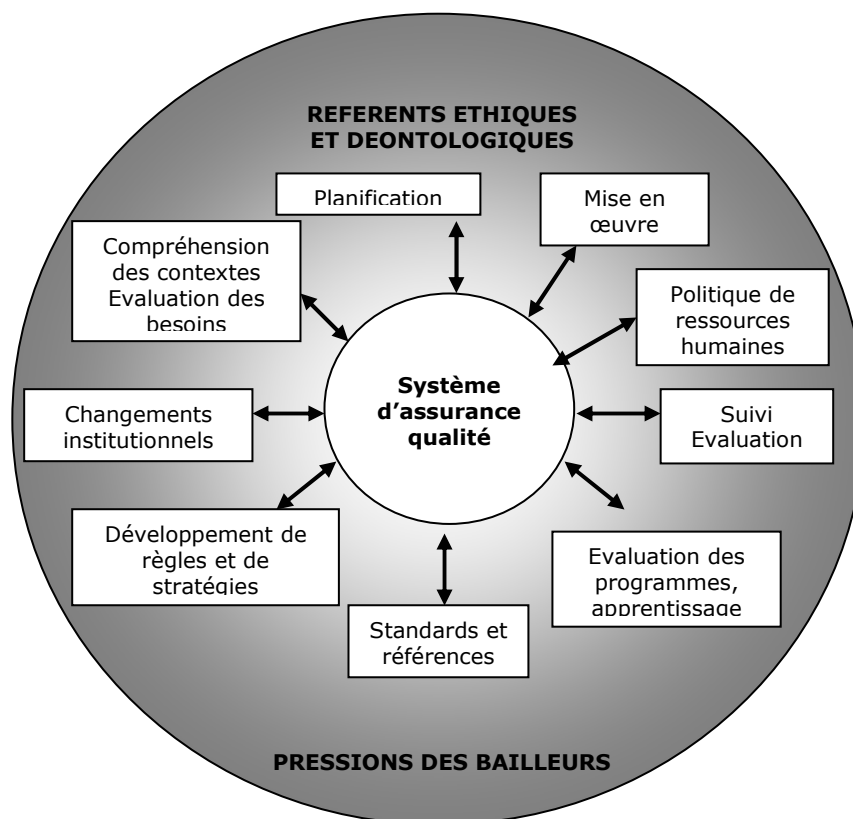 REFERENTS ETHIQUES
ET DEONTOLOGIQUES
Planification
Mise en
œuvre
Compréhension
des contextes
Evaluation des
besoins
Politique de
ressources
humaines
Système
d’assurance
qualité
Changements
institutionnels
Suivi
Evaluation
Développement de
règles et de
stratégies
Evaluation des
programmes,
apprentissage
Standards et
références
PRESSIONS DES BAILLEURS